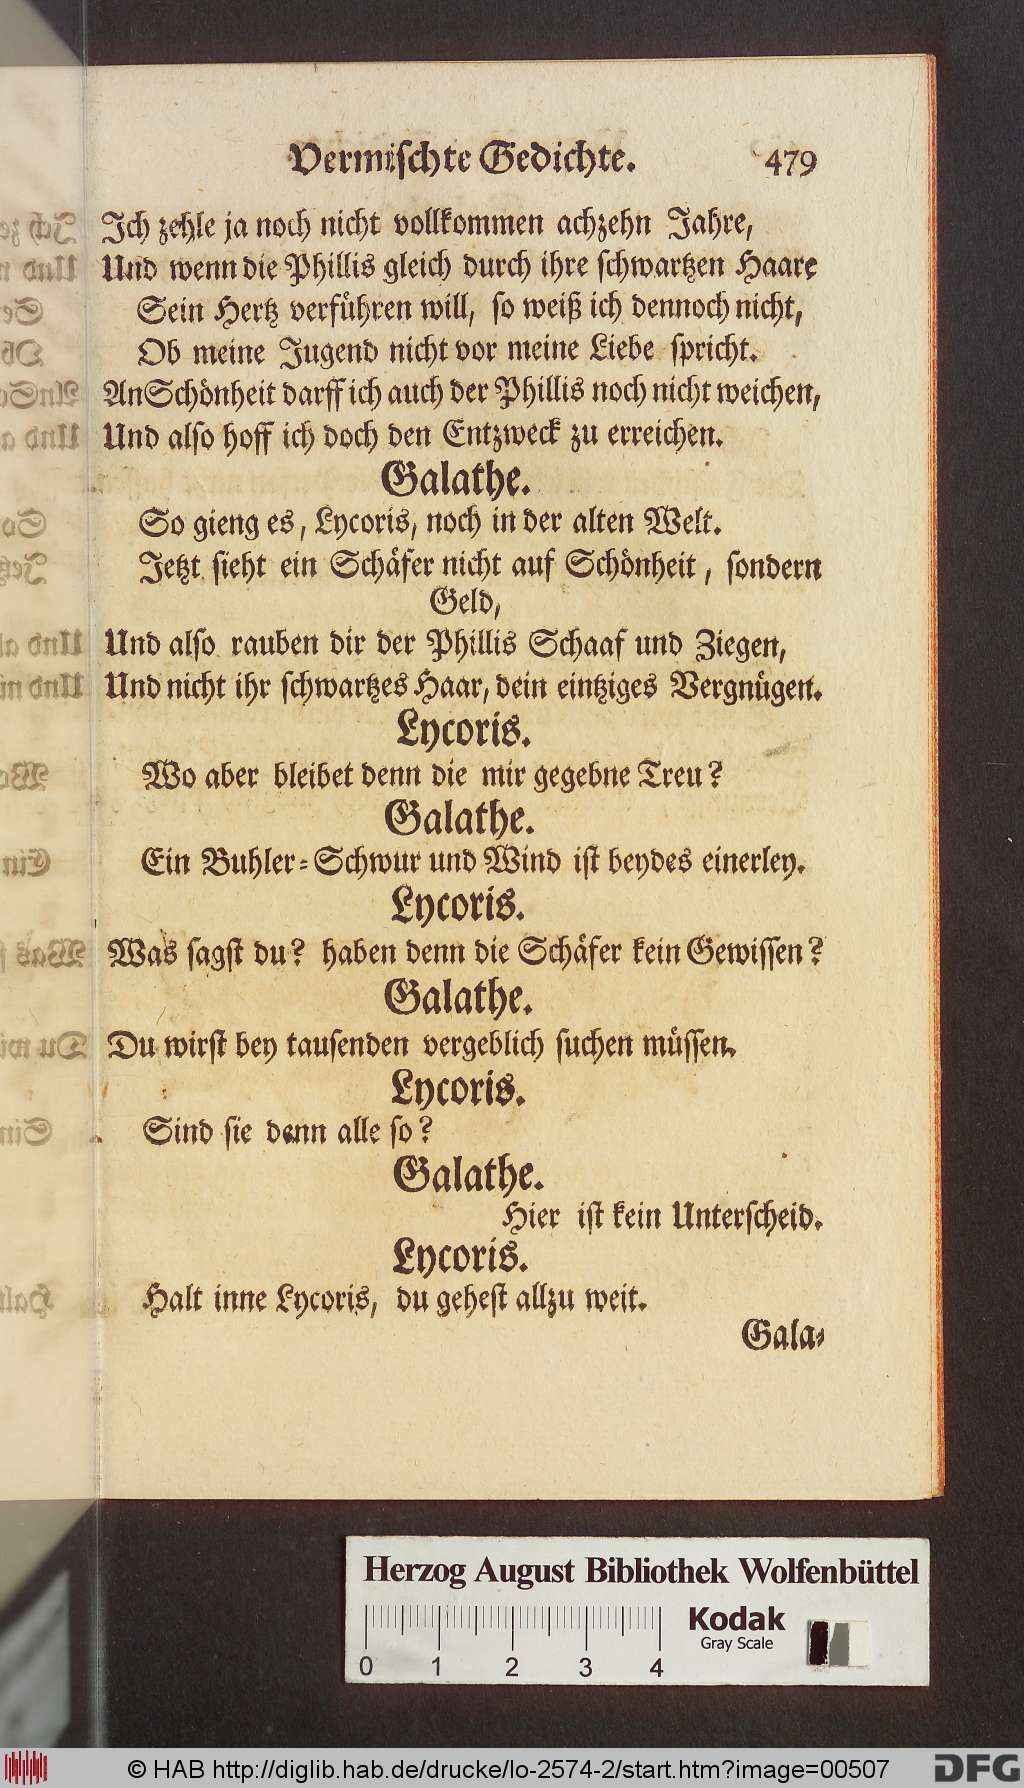 Vermischte Gedichte. 479
Ich zehle ja noch nicht vollkommen achzehn Jahre,
Und wenn die Phillis gleich durch ihre schwartzen Haare
Sein Hertz verführen will, so weiß ich dennoch nicht,
Ob meine Jugend nicht vor meine Liebe spricht.
An Schönheit darff ich auch der Phillis noch nicht weichen,
Und also hoff ich doch den Entzweck zu erreichen.
Galathe.
So gieng es, Lycoris, noch in der alten Welt.
Jetzt sieht ein Schäfer nicht auf Schönheit, sondern
Geld,
Und also rauben dir der Phillis Schaaf und Ziegen,
Und nicht ihr schwartzes Haar, dein eintziges Vergnügen.
Lycoris.
Wo aber bleibet denn die mir gegebne Treu?
Galathe.
Ein Buhler-Schwur und Wind ist beydes einerley.
Lycoris.
Was sagst du? haben denn die Schäfer kein Gewissen?
Galathe.
Du wirst bey tausenden vergeblich suchen müssen.
Lycoris.
Sind sie denn alle so?
Galathe.
Hier ist kein Unterscheid.
Lycoris.
Halt inne Lycoris, du gehest allzu weit.
Gala-
Herzog August Bibliothek Wolfenbüttel
Kodak
Gray Scale
0 1 2 3 4
© HAB http://diglib.hab.de/drucke/lo-2574-2/start.htm?image=00507
DFG